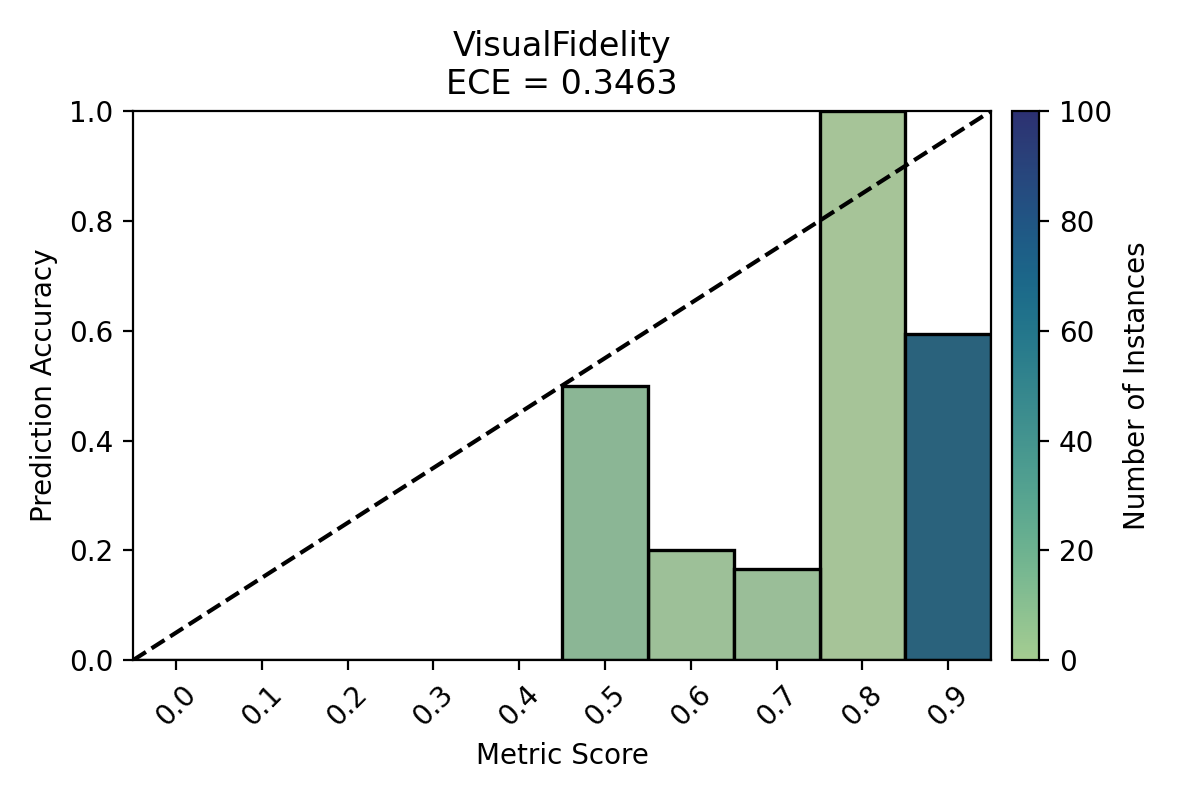 VisualFidelity
ECE = 0.3463
Prediction Accuracy
1.0
0.8
0.6
0.4
0.2
0.0
0.0 0.1 0.2 0.3 0.4 0.5 0.6 0.7 0.8 0.9
Metric Score
100
80
60
40
20
0
Number of Instances